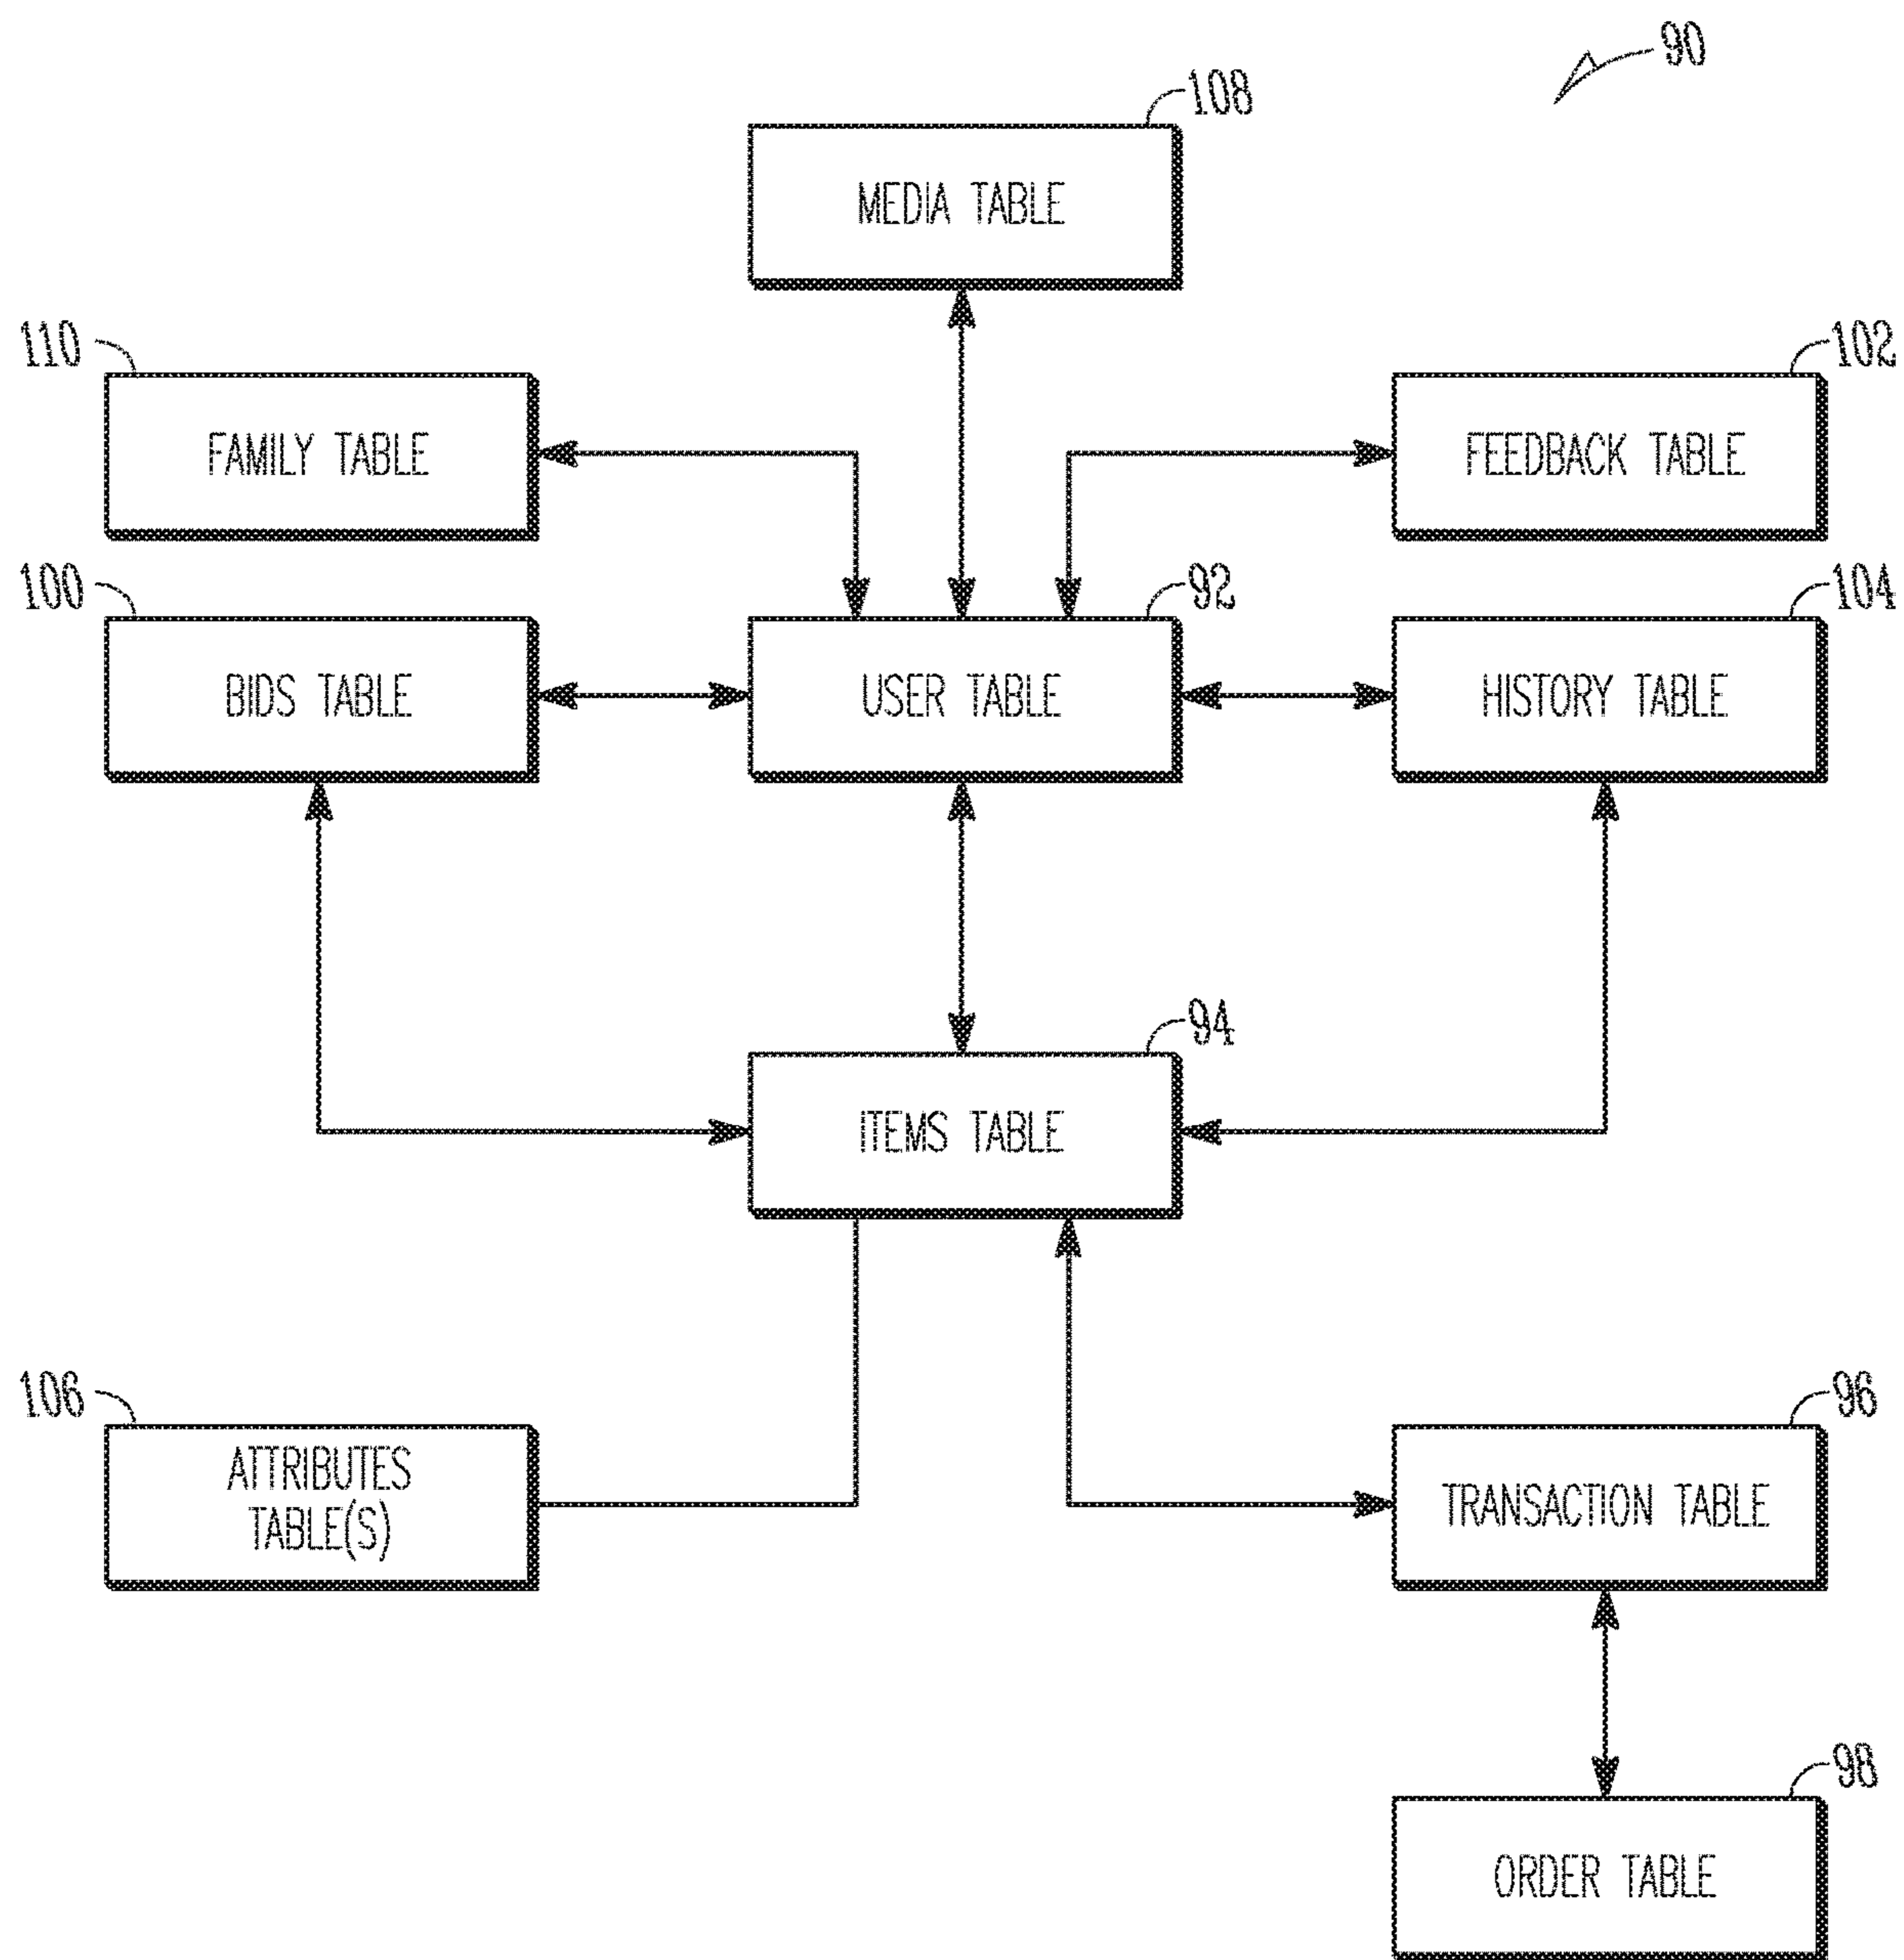 90
108
MEDIA TABLE
110
FAMILY TABLE
102
FEEDBACK TABLE
100
BIDS TABLE
92
USER TABLE
104
HISTORY TABLE
94
ITEMS TABLE
106
ATTRIBUTES
TABLE(S)
96
TRANSACTION TABLE
98
ORDER TABLE